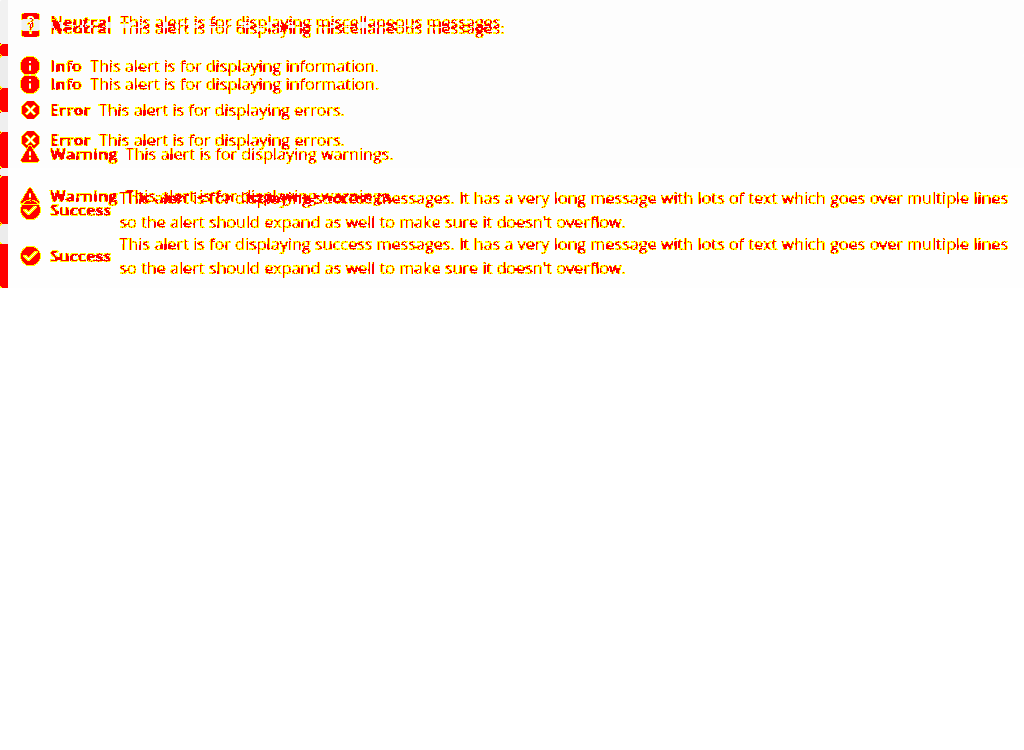 Neutral This alert is for displaying miscellaneous messages.
Neutral This alert is for displaying miscellaneous messages.
Info This alert is for displaying information.
Info This alert is for displaying information.
Error This alert is for displaying errors.
Error This alert is for displaying errors.
Warning This alert is for displaying warnings.
Warning This alert is for displaying warnings.
Success This alert is for displaying success messages. It has a very long message with lots of text which goes over multiple lines
so the alert should expand as well to make sure it doesn't overflow.
Success This alert is for displaying success messages. It has a very long message with lots of text which goes over multiple lines
so the alert should expand as well to make sure it doesn't overflow.